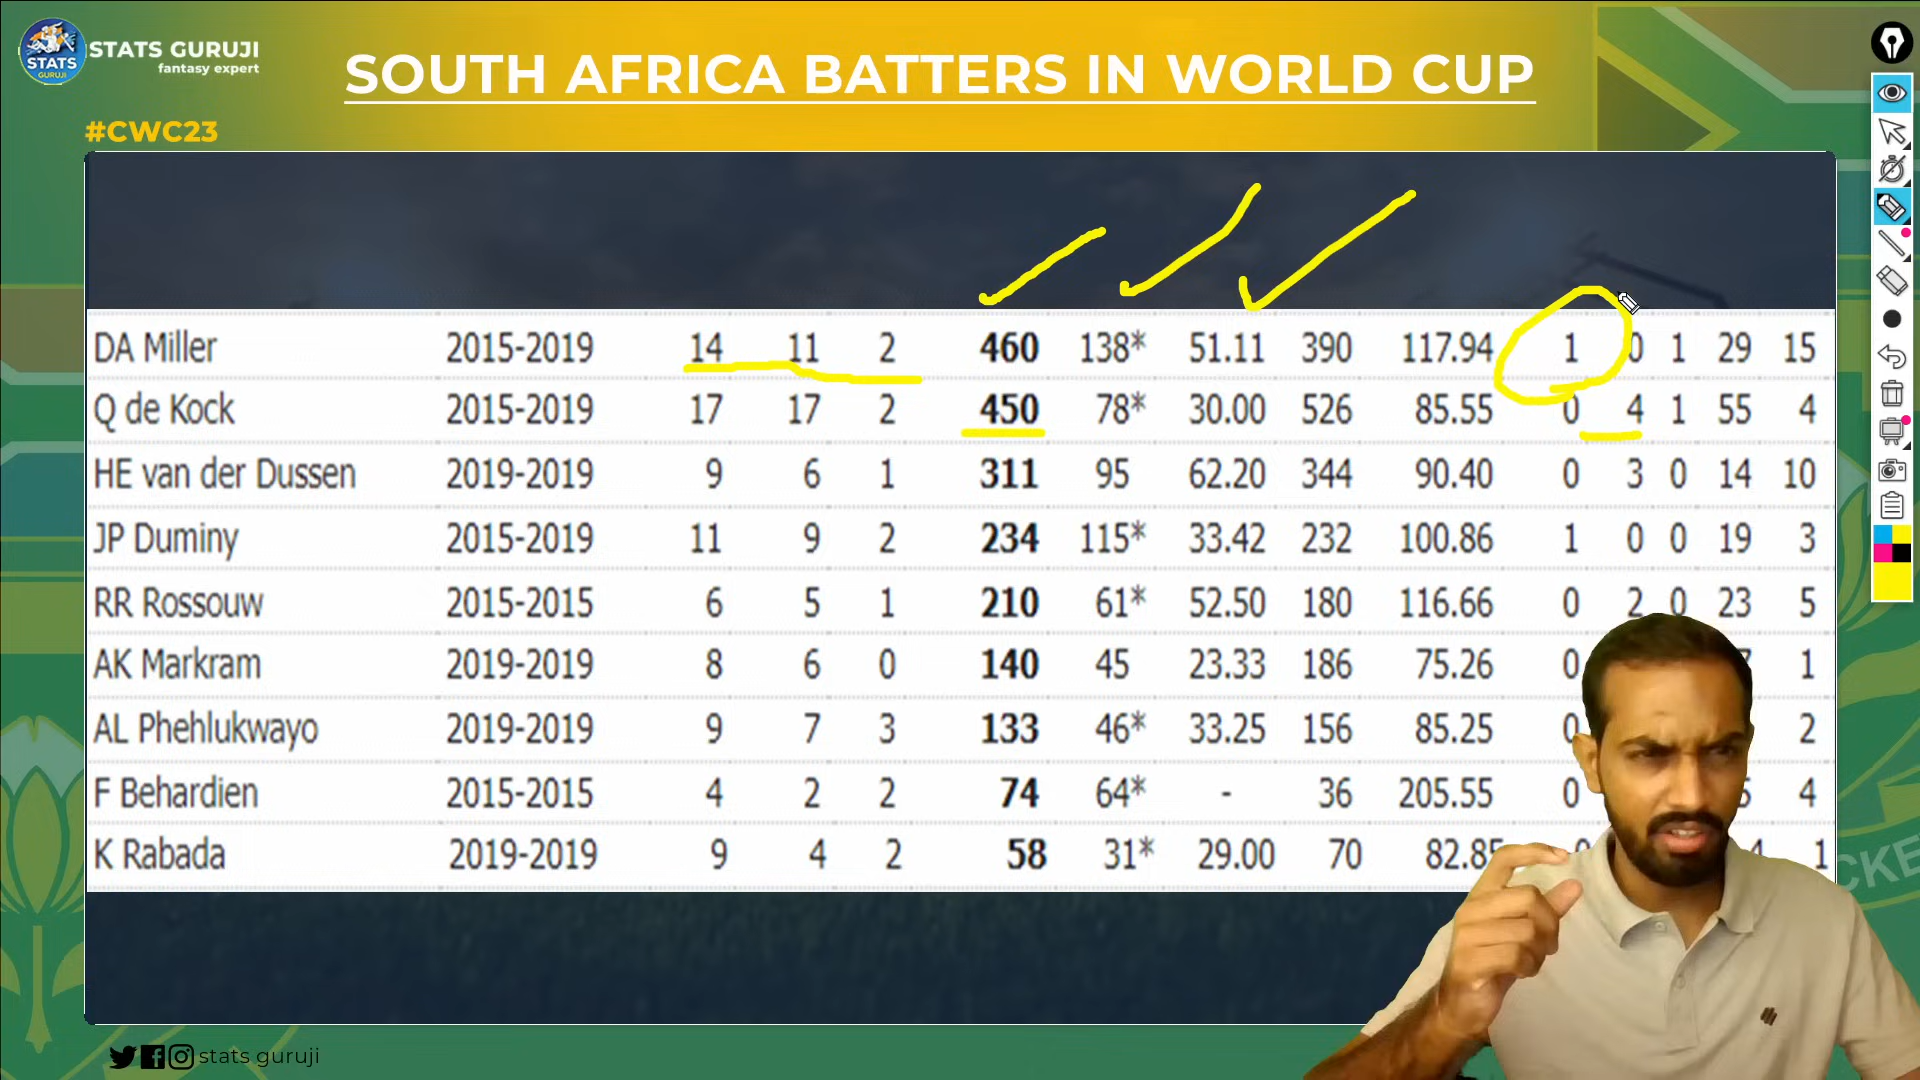 STATS GURUJI
fantasy expert
STATS
GURUJI
SOUTH AFRICA BATTERS IN WORLD CUP
#CWC23
DA Miller 2015-2019 14 11 2 460 138* 51.11 390 117.94 1 0 1 29 15
Q de Kock 2015-2019 17 17 2 450 78* 30.00 526 85.55 0 4 1 55 4
HE van der Dussen 2019-2019 9 6 1 311 95 62.20 344 90.40 0 3 0 14 10
JP Duminy 2015-2019 11 9 2 234 115* 33.42 232 100.86 1 0 0 19 3
RR Rossouw 2015-2015 6 5 1 210 61* 52.50 180 116.66 0 2 0 23 5
AK Markram 2019-2019 8 6 0 140 45 23.33 186 75.26 0 1
AL Phehlukwayo 2019-2019 9 7 3 133 46* 33.25 156 85.25 0 2
F Behardien 2015-2015 4 2 2 74 64* - 36 205.55 0 4
K Rabada 2019-2019 9 4 2 58 31* 29.00 70 82.85 4 1
stats guruji